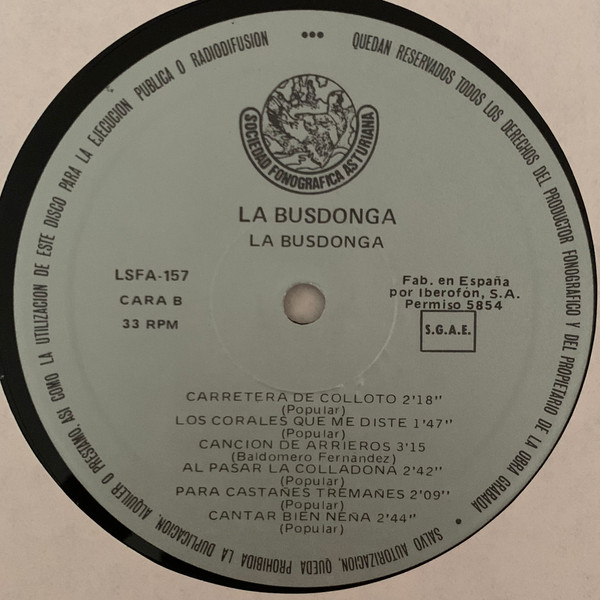 QUEDAN RESERVADOS TODOS LOS DERECHOS DEL PRODUCTOR FONOGRAFICO Y DEL PROPIETARIO DE LA OBRA GRABADA • SALVO AUTORIZACION, QUEDA PROHIBIDA LA DUPLICACION, ALQUILER O PRESTAMO, ASI COMO LA UTILIZACION DE ESTE DISCO PARA LA EJECUCION PUBLICA O RADIODIFUSION •••
SOCIEDAD FONOGRAFICA ASTURIANA
LA BUSDONGA
LA BUSDONGA
LSFA-157
CARA B
33 RPM
Fab. en España
por Iberofón, S.A.
Permiso 5854
S.G.A.E.
CARRETERA DE COLLOTO 2'18''
(Popular)
LOS CORALES QUE ME DISTE 1'47''
(Popular)
CANCION DE ARRIEROS 3'15
(Baldomero Fernandez)
AL PASAR LA COLLADONA 2'42''
(Popular)
PARA CASTAÑES TREMAÑES 2'09''
(Popular)
CANTAR BIEN NEÑA 2'44''
(Popular)